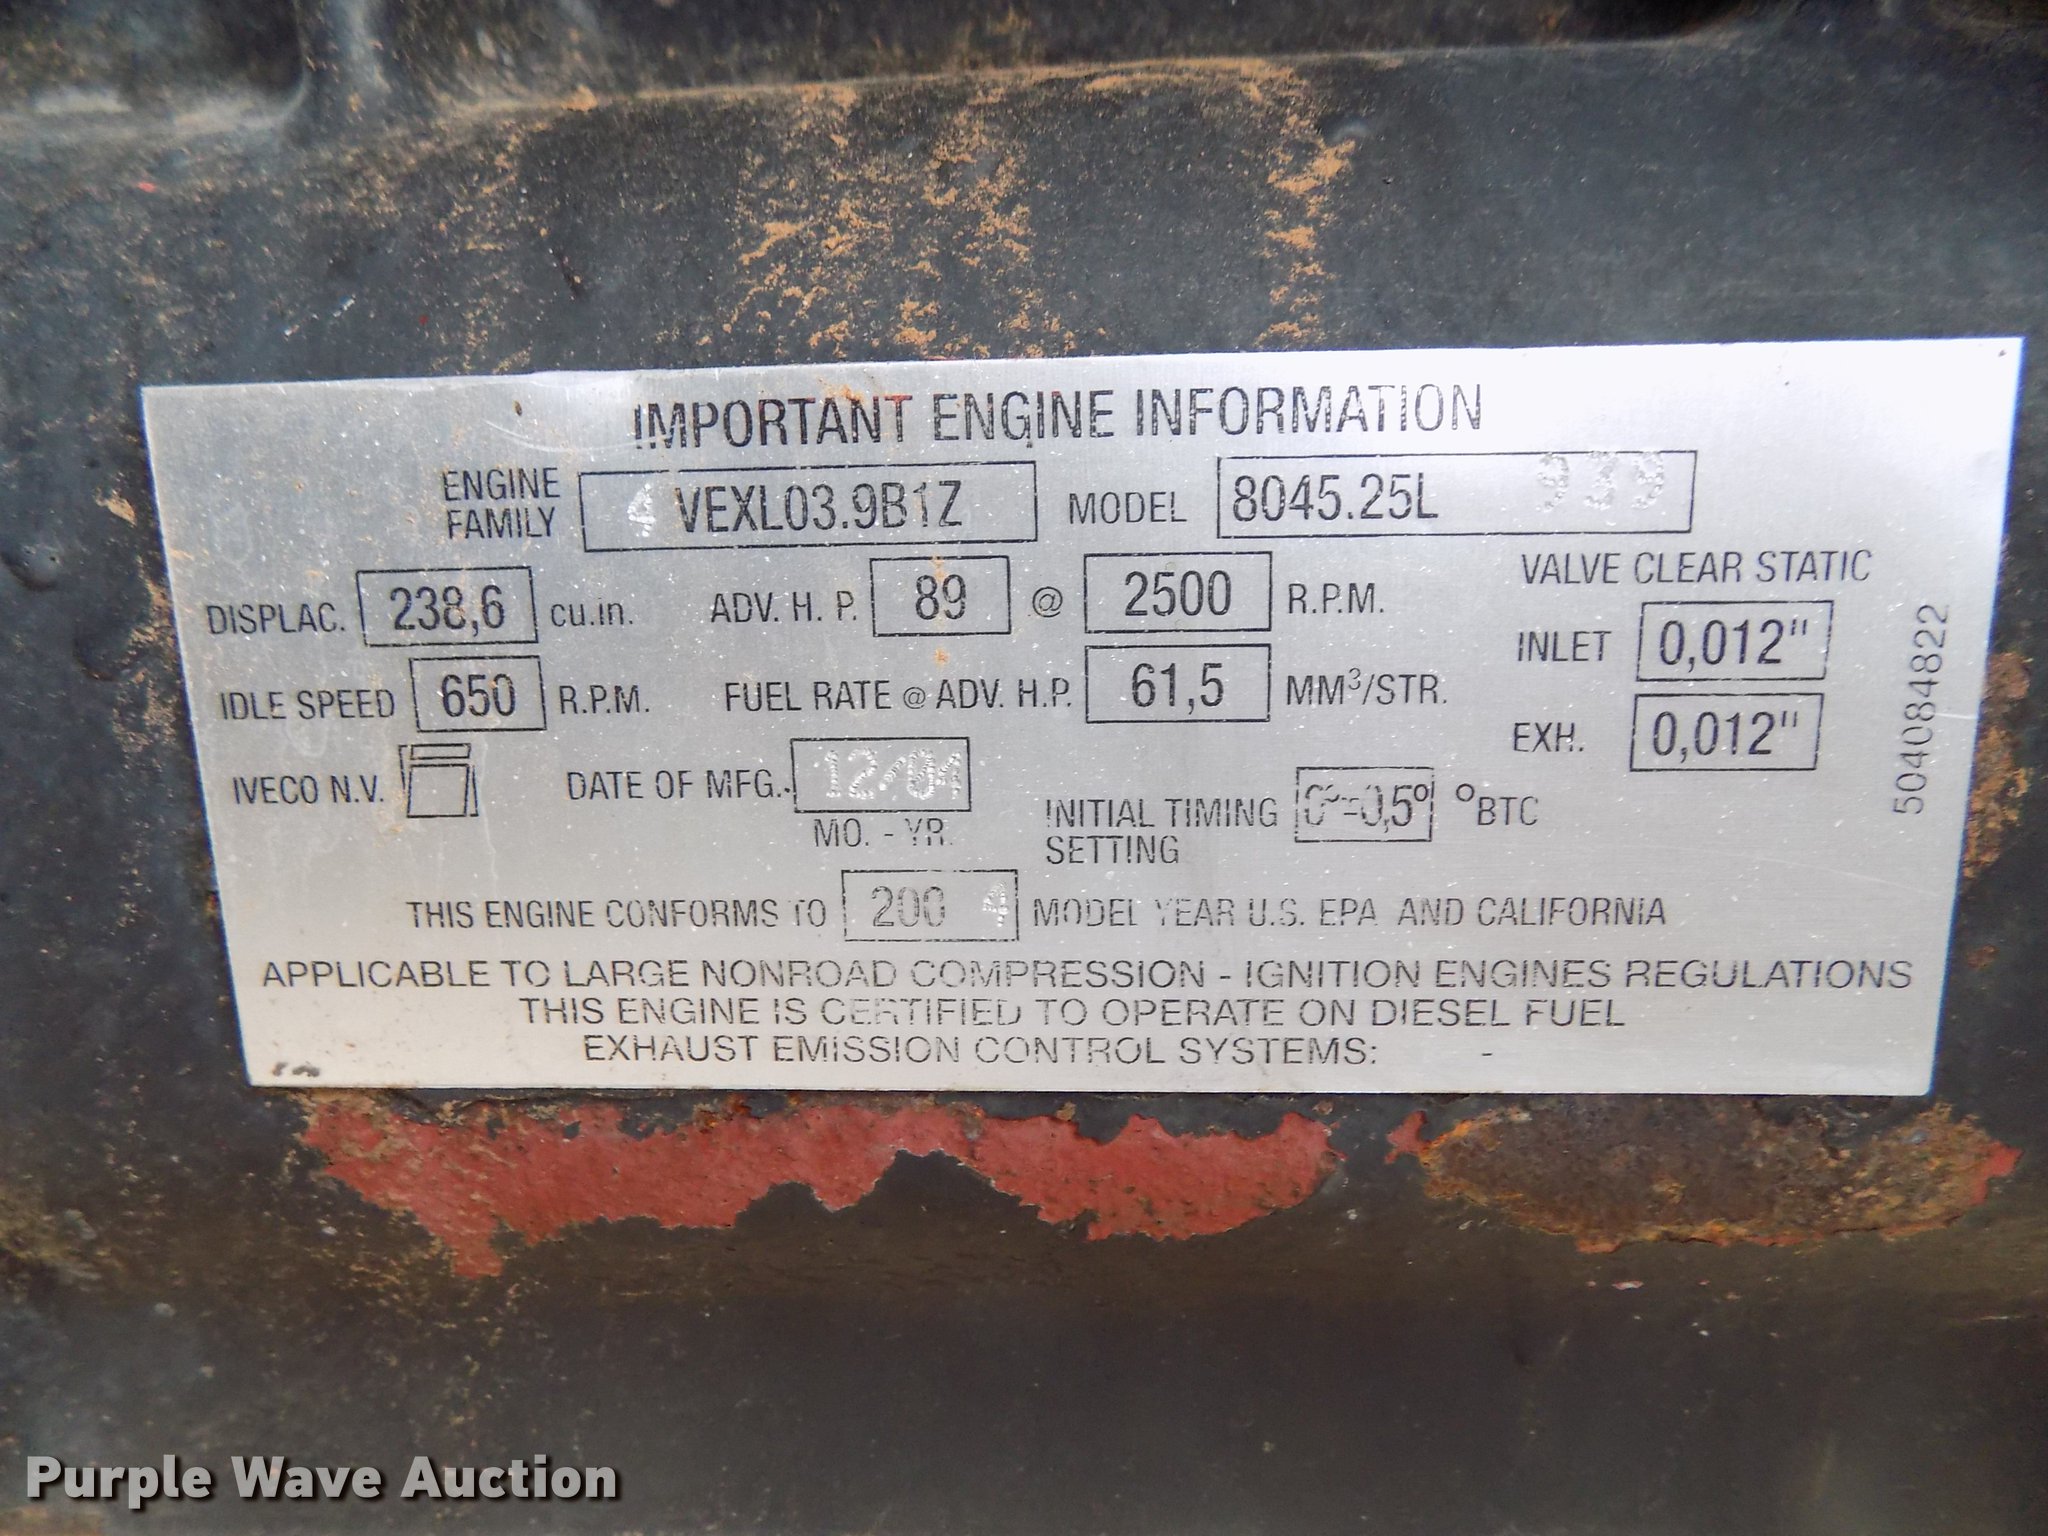 IMPORTANT ENGINE INFORMATION
ENGINE FAMILY 4 VEXL03.9B1Z MODEL 8045.25L 939
DISPLAC. 238,6 cu.in. ADV. H. P. 89 @ 2500 R.P.M.
VALVE CLEAR STATIC
INLET 0,012"
EXH. 0,012"
IDLE SPEED 650 R.P.M. FUEL RATE @ ADV. H.P. 61,5 MM³/STR.
IVECO N.V. DATE OF MFG. 12/04
MO. - YR.
INITIAL TIMING SETTING 0,5° °BTC
504084822
THIS ENGINE CONFORMS TO 200 4 MODEL YEAR U.S. EPA AND CALIFORNIA
APPLICABLE TO LARGE NONROAD COMPRESSION - IGNITION ENGINES REGULATIONS
THIS ENGINE IS CERTIFIED TO OPERATE ON DIESEL FUEL
EXHAUST EMISSION CONTROL SYSTEMS: -
Purple Wave Auction